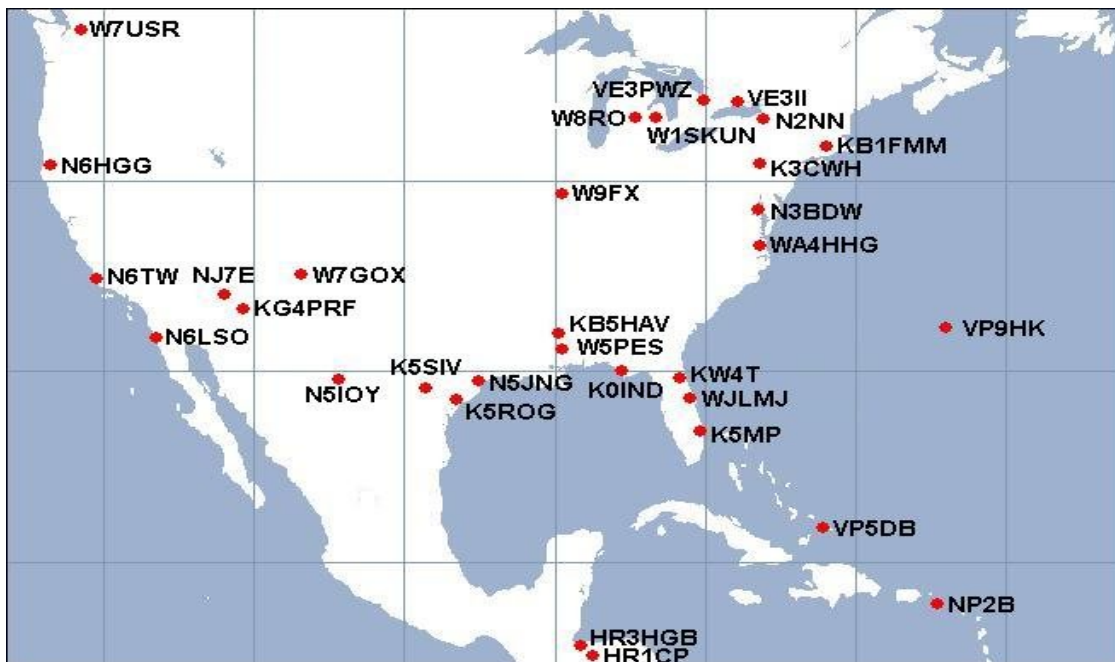 W7USR
VE3PWZ
VE3II
W8RO
W1SKUN
N2NN
KB1FMM
N6HGG
K3CWH
W9FX
N3BDW
WA4HHG
N6TW
NJ7E
W7GOX
KG4PRF
N6LSO
KB5HAV
VP9HK
W5PES
K5SIV
N5IOY
N5JNG
K0IND
KW4T
K5ROG
WJLMJ
K5MP
VP5DB
NP2B
HR3HGB
HR1CP